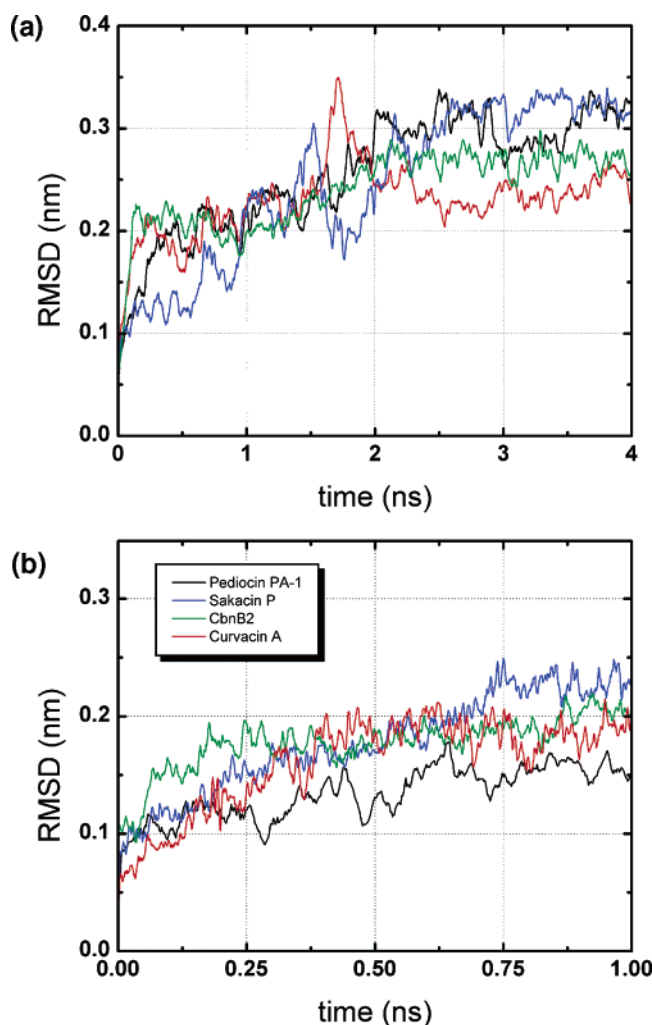 (a)
0.4
0.3
0.2
0.1
0.0
RMSD (nm)
0 1 2 3 4
time (ns)
(b)
0.3
0.2
0.1
0.0
RMSD (nm)
Pediocin PA-1
Sakacin P
CbnB2
Curvacin A
0.00 0.25 0.50 0.75 1.00
time (ns)